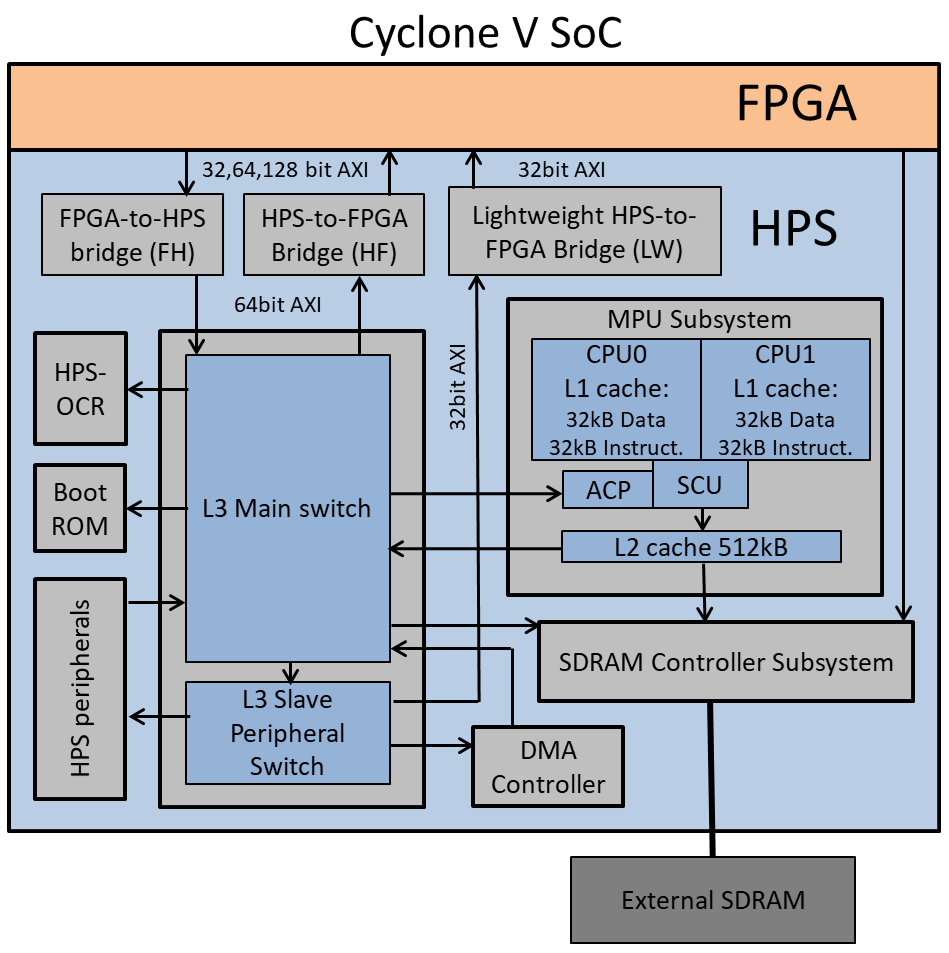 Cyclone V SoC
FPGA
32,64,128 bit AXI
32bit AXI
FPGA-to-HPS
bridge (FH)
HPS-to-FPGA
Bridge (HF)
Lightweight HPS-to-
FPGA Bridge (LW)
HPS
64bit AXI
32bit AXI
MPU Subsystem
CPU0
L1 cache:
32kB Data
32kB Instruct.
CPU1
L1 cache:
32kB Data
32kB Instruct.
HPS-
OCR
Boot
ROM
L3 Main switch
ACP
SCU
L2 cache 512kB
HPS peripherals
SDRAM Controller Subsystem
L3 Slave
Peripheral
Switch
DMA
Controller
External SDRAM